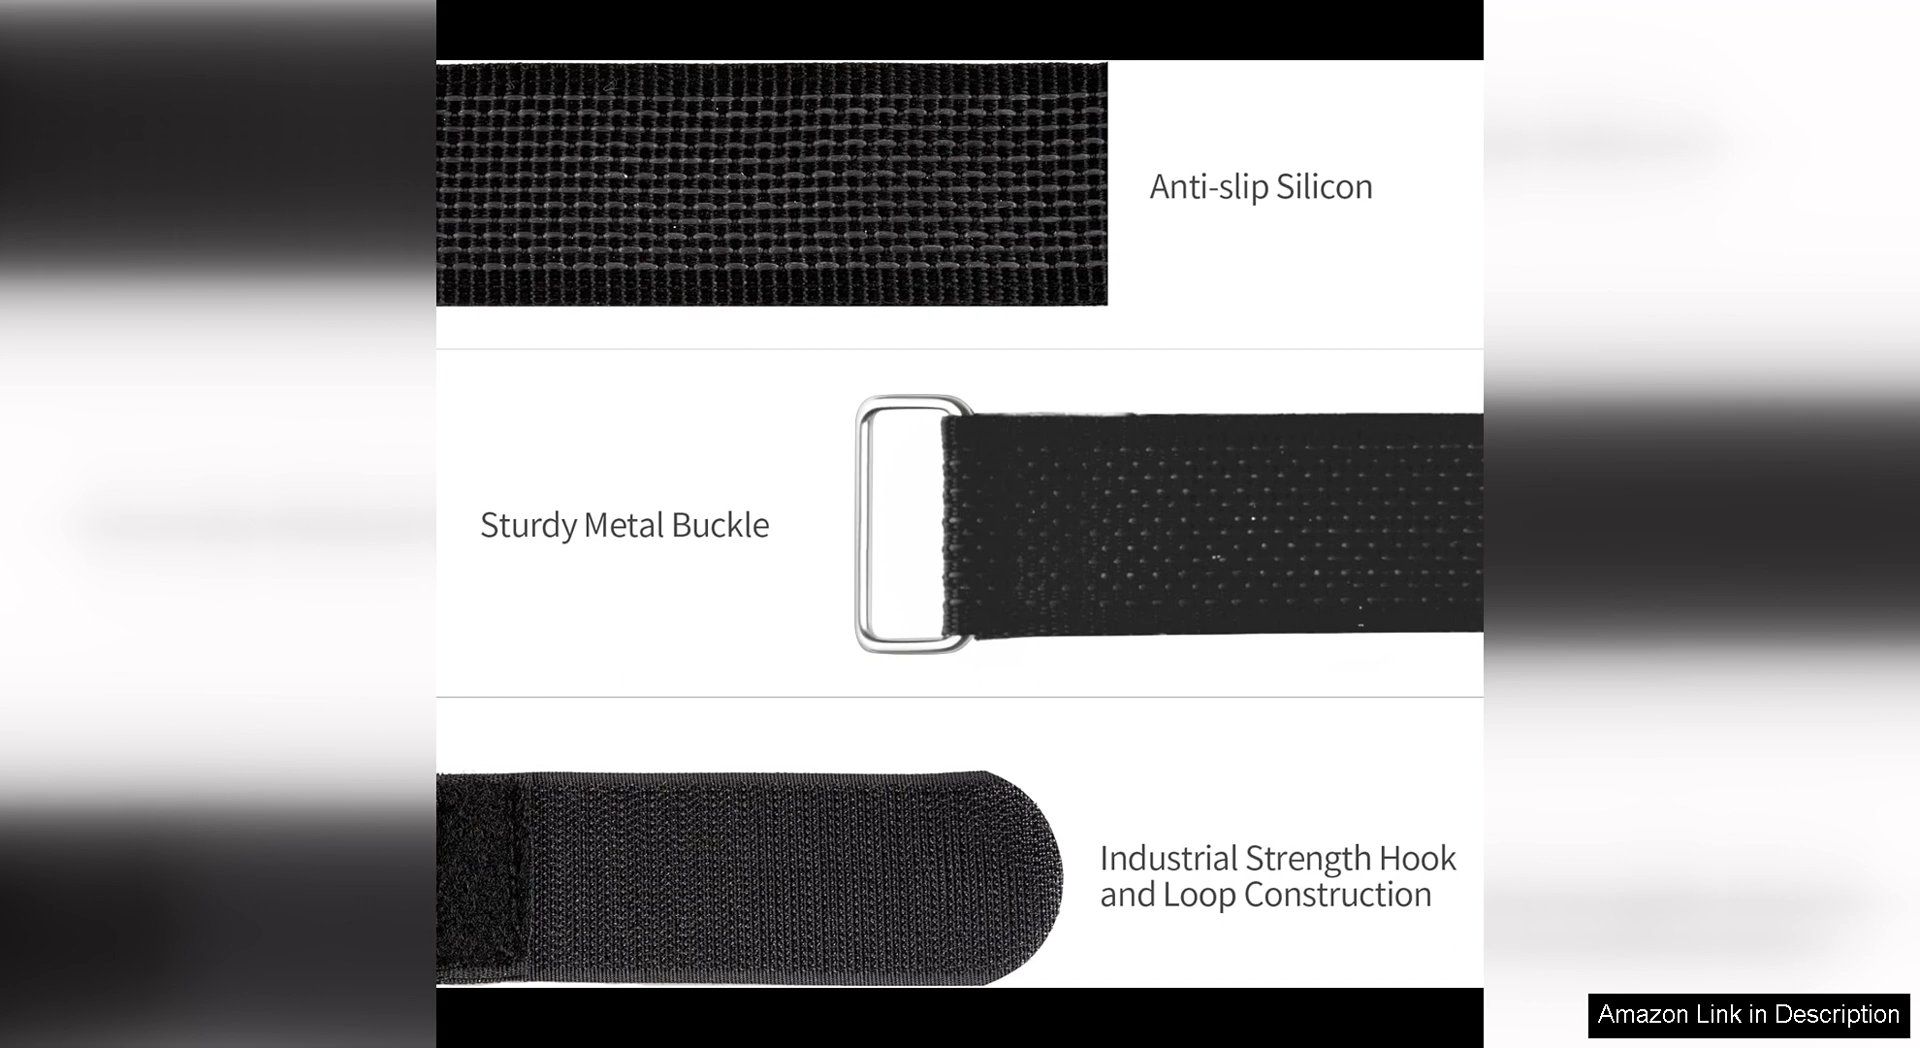 Anti-slip Silicon
Sturdy Metal Buckle
Industrial Strength Hook
and Loop Construction
Amazon Link in Description